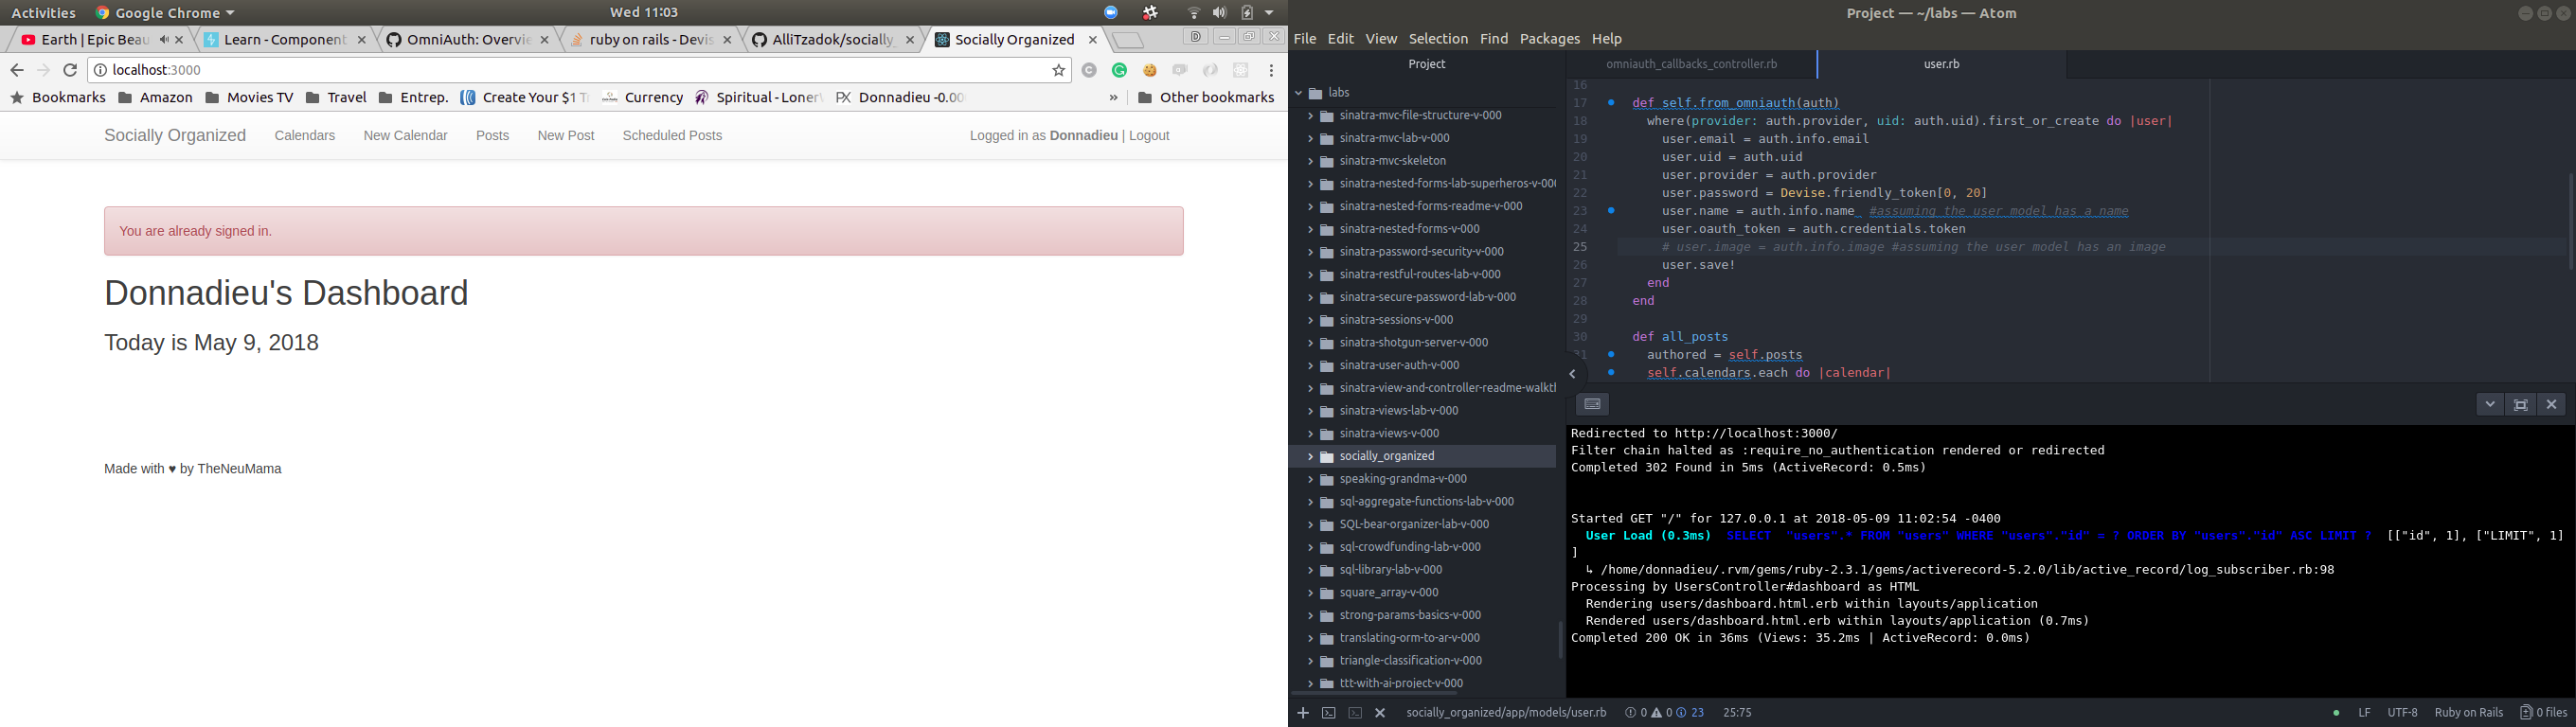 Activities Google Chrome Wed 11:03
Earth | Epic Beau Learn - Component OmniAuth: Overvie ruby on rails - Devis AlliTzadok/socially_ Socially Organized D
localhost:3000
Bookmarks Amazon Movies TV Travel Entrep. Create Your $1 T Currency Spiritual - Loner PX Donnadieu -0.00 » Other bookmarks
Socially Organized Calendars New Calendar Posts New Post Scheduled Posts Logged in as Donnadieu | Logout
You are already signed in.
Donnadieu's Dashboard
Today is May 9, 2018
Made with ♥ by TheNeuMama
Project — ~/labs — Atom
File Edit View Selection Find Packages Help
Project
labs
sinatra-mvc-file-structure-v-000
sinatra-mvc-lab-v-000
sinatra-mvc-skeleton
sinatra-nested-forms-lab-superheros-v-00
sinatra-nested-forms-readme-v-000
sinatra-nested-forms-v-000
sinatra-password-security-v-000
sinatra-restful-routes-lab-v-000
sinatra-secure-password-lab-v-000
sinatra-sessions-v-000
sinatra-shotgun-server-v-000
sinatra-user-auth-v-000
sinatra-view-and-controller-readme-walkth
sinatra-views-lab-v-000
sinatra-views-v-000
socially_organized
speaking-grandma-v-000
sql-aggregate-functions-lab-v-000
SQL-bear-organizer-lab-v-000
sql-crowdfunding-lab-v-000
sql-library-lab-v-000
square_array-v-000
strong-params-basics-v-000
translating-orm-to-ar-v-000
triangle-classification-v-000
ttt-with-ai-project-v-000
omniauth_callbacks_controller.rb user.rb
16
17 def self.from_omniauth(auth)
18 where(provider: auth.provider, uid: auth.uid).first_or_create do |user|
19 user.email = auth.info.email
20 user.uid = auth.uid
21 user.provider = auth.provider
22 user.password = Devise.friendly_token[0, 20]
23 user.name = auth.info.name #assuming the user model has a name
24 user.oauth_token = auth.credentials.token
25 # user.image = auth.info.image #assuming the user model has an image
26 user.save!
27 end
28 end
29
30 def all_posts
31 authored = self.posts
self.calendars.each do |calendar|
Redirected to http://localhost:3000/
Filter chain halted as :require_no_authentication rendered or redirected
Completed 302 Found in 5ms (ActiveRecord: 0.5ms)
Started GET "/" for 127.0.0.1 at 2018-05-09 11:02:54 -0400
User Load (0.3ms) SELECT "users".* FROM "users" WHERE "users"."id" = ? ORDER BY "users"."id" ASC LIMIT ? [["id", 1], ["LIMIT", 1]
]
↳ /home/donnadieu/.rvm/gems/ruby-2.3.1/gems/activerecord-5.2.0/lib/active_record/log_subscriber.rb:98
Processing by UsersController#dashboard as HTML
Rendering users/dashboard.html.erb within layouts/application
Rendered users/dashboard.html.erb within layouts/application (0.7ms)
Completed 200 OK in 36ms (Views: 35.2ms | ActiveRecord: 0.0ms)
socially_organized/app/models/user.rb 0 0 23 25:75 LF UTF-8 Ruby on Rails 0 files